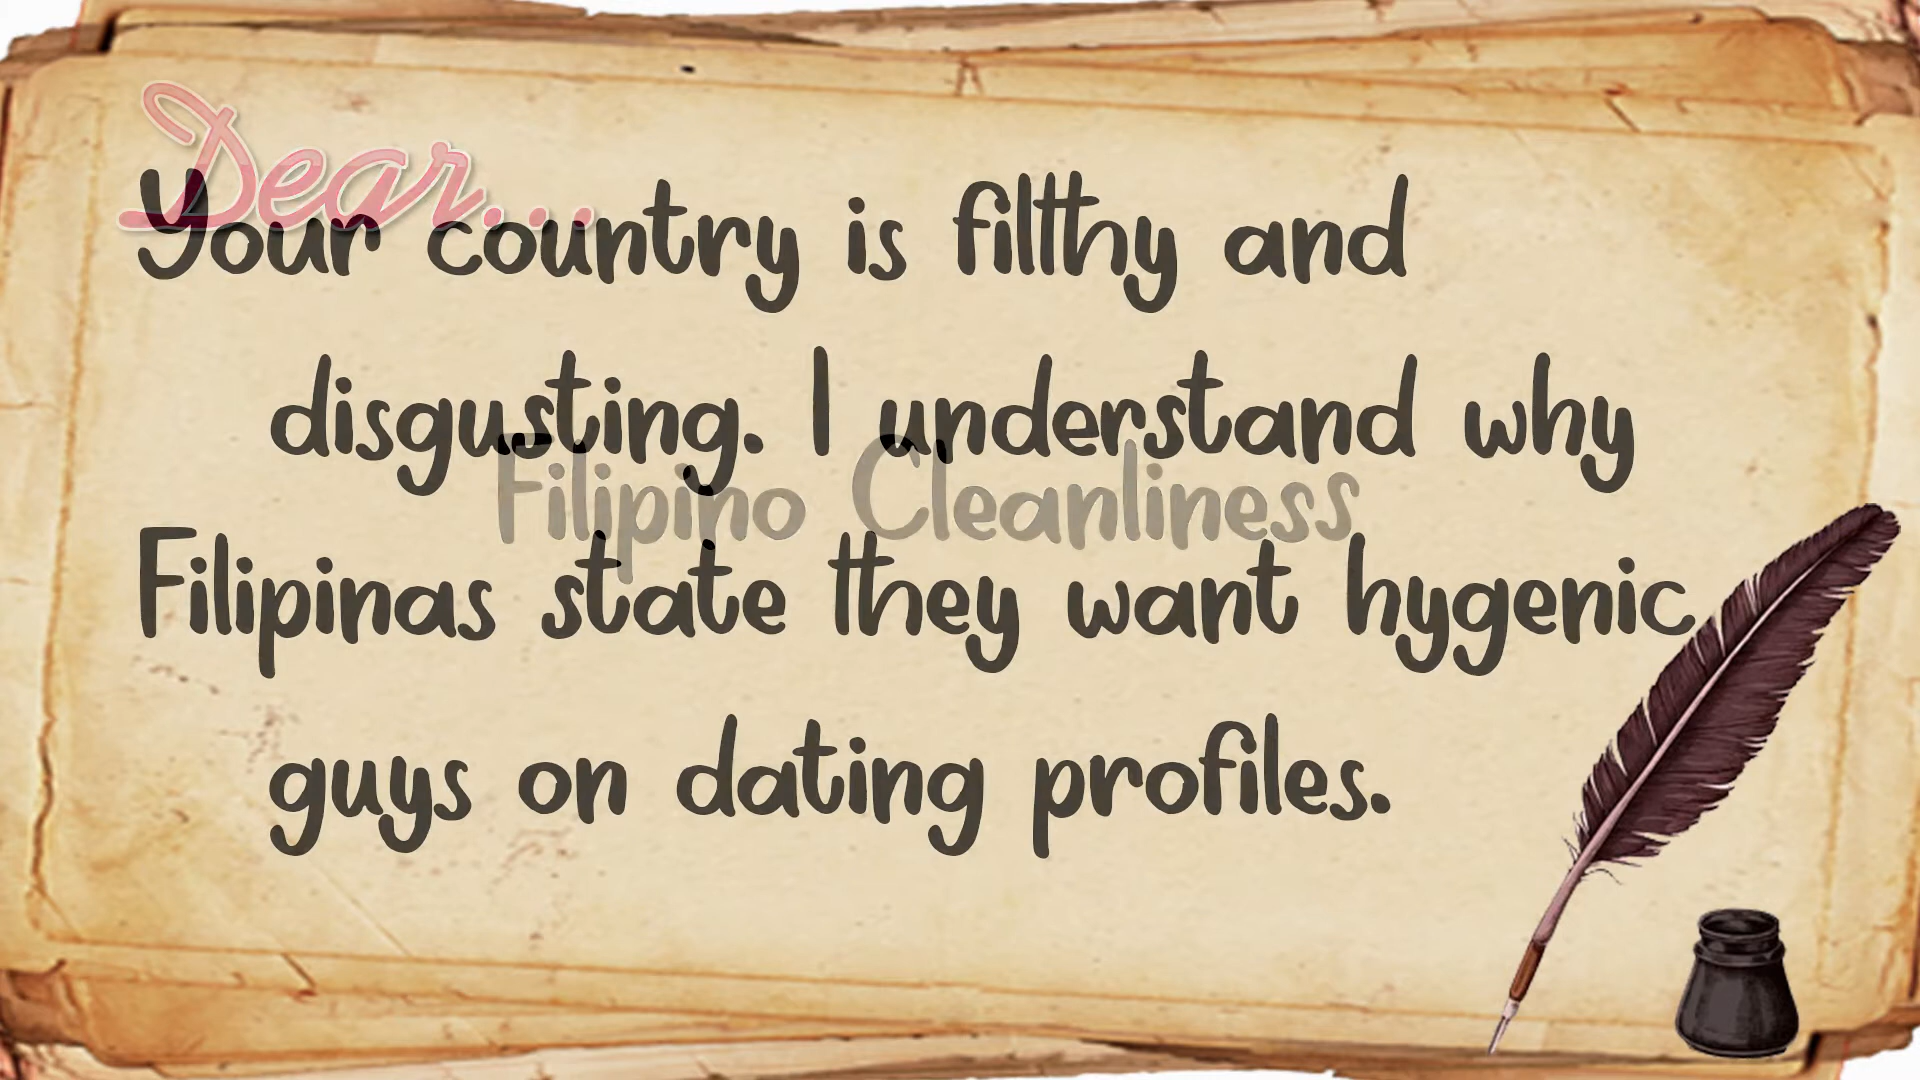 Dear...
Your country is filthy and
disgusting. I understand why
Filipino Cleanliness
Filipinas state they want hygenic
guys on dating profiles.